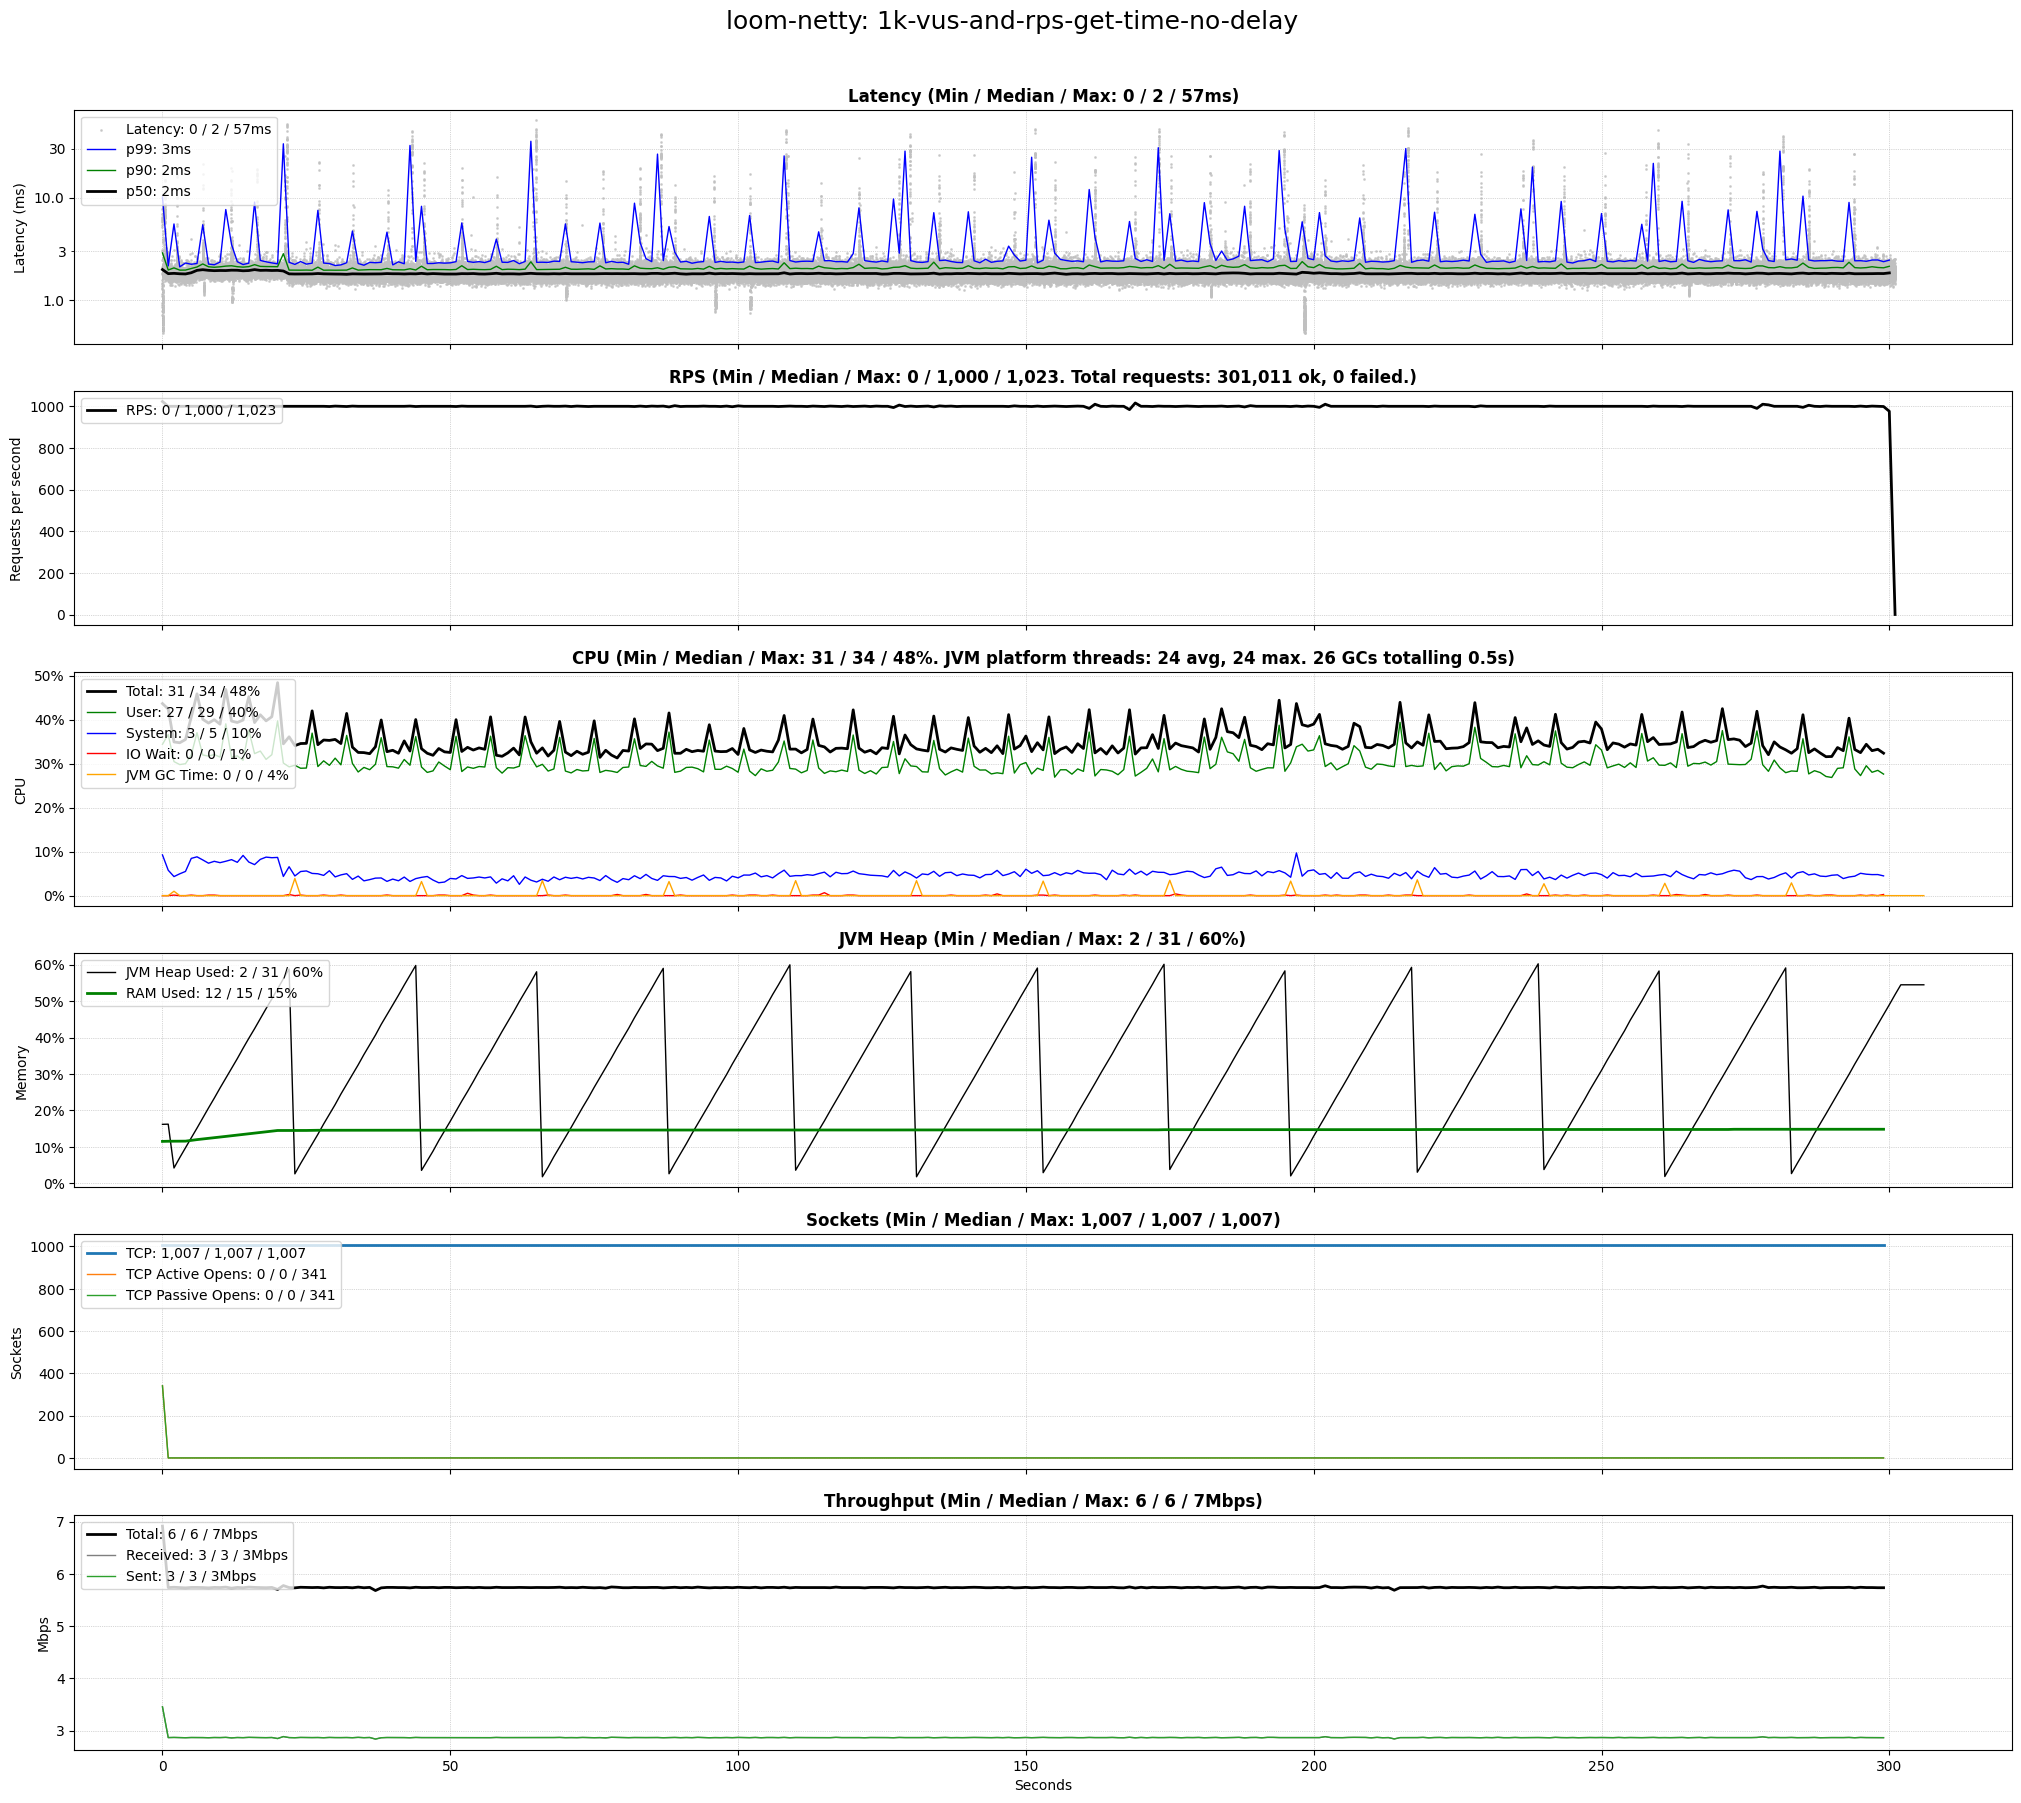 loom-netty: 1k-vus-and-rps-get-time-no-delay
Latency (Min / Median / Max: 0 / 2 / 57ms)
Latency (ms)
30
10.0
3
1.0
Latency: 0 / 2 / 57ms
p99: 3ms
p90: 2ms
p50: 2ms
RPS (Min / Median / Max: 0 / 1,000 / 1,023. Total requests: 301,011 ok, 0 failed.)
Requests per second
1000
800
600
400
200
0
RPS: 0 / 1,000 / 1,023
CPU (Min / Median / Max: 31 / 34 / 48%. JVM platform threads: 24 avg, 24 max. 26 GCs totalling 0.5s)
CPU
50%
40%
30%
20%
10%
0%
Total: 31 / 34 / 48%
User: 27 / 29 / 40%
System: 3 / 5 / 10%
IO Wait: 0 / 0 / 1%
JVM GC Time: 0 / 0 / 4%
JVM Heap (Min / Median / Max: 2 / 31 / 60%)
Memory
60%
50%
40%
30%
20%
10%
0%
JVM Heap Used: 2 / 31 / 60%
RAM Used: 12 / 15 / 15%
Sockets (Min / Median / Max: 1,007 / 1,007 / 1,007)
Sockets
1000
800
600
400
200
0
TCP: 1,007 / 1,007 / 1,007
TCP Active Opens: 0 / 0 / 341
TCP Passive Opens: 0 / 0 / 341
Throughput (Min / Median / Max: 6 / 6 / 7Mbps)
Mbps
7
6
5
4
3
Total: 6 / 6 / 7Mbps
Received: 3 / 3 / 3Mbps
Sent: 3 / 3 / 3Mbps
0 50 100 150 200 250 300
Seconds